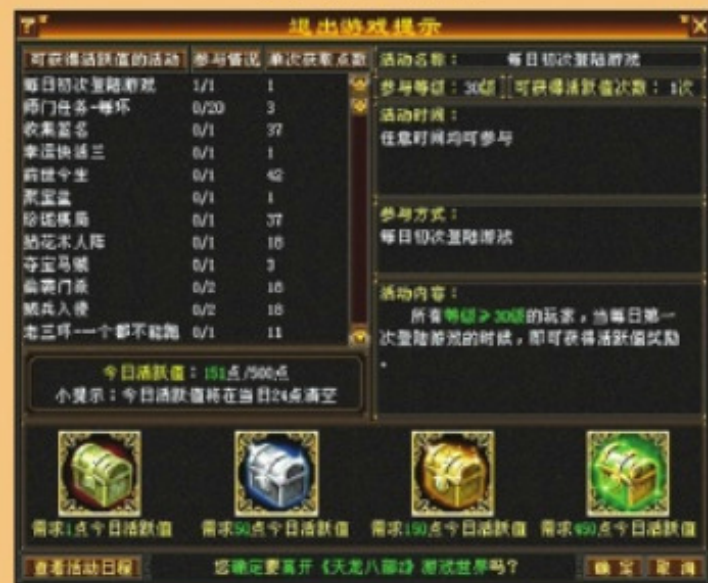 退出游戏提示
可获得活跃值的活动 参与情况 单次获取点数
每日初次登陆游戏 1/1 1
师门任务-每环 0/20 3
收集签名 0/1 37
幸运快活三 0/1 1
前世今生 0/1 42
聚宝盆 0/1 1
珍珑棋局 0/1 37
拈花木人阵 0/1 18
夺宝马贼 0/1 3
偷袭门派 0/2 18
贼兵入侵 0/2 18
老三环-一个都不能跑 0/1 11
今日活跃值：151点/500点
小提示：今日活跃值将在当日24点清空
活动名称： 每日初次登陆游戏
参与等级：30级 可获得活跃值次数：1次
活动时间：
任意时间均可参与
参与方式：
每日初次登陆游戏
活动内容：
所有等级≥30级的玩家，当每日第一
次登陆游戏的时候，即可获得活跃值奖励
。
需求1点今日活跃值
需求50点今日活跃值
需求150点今日活跃值
需求450点今日活跃值
查看活动日程
您确定要离开《天龙八部2》游戏世界吗？
确定
取消